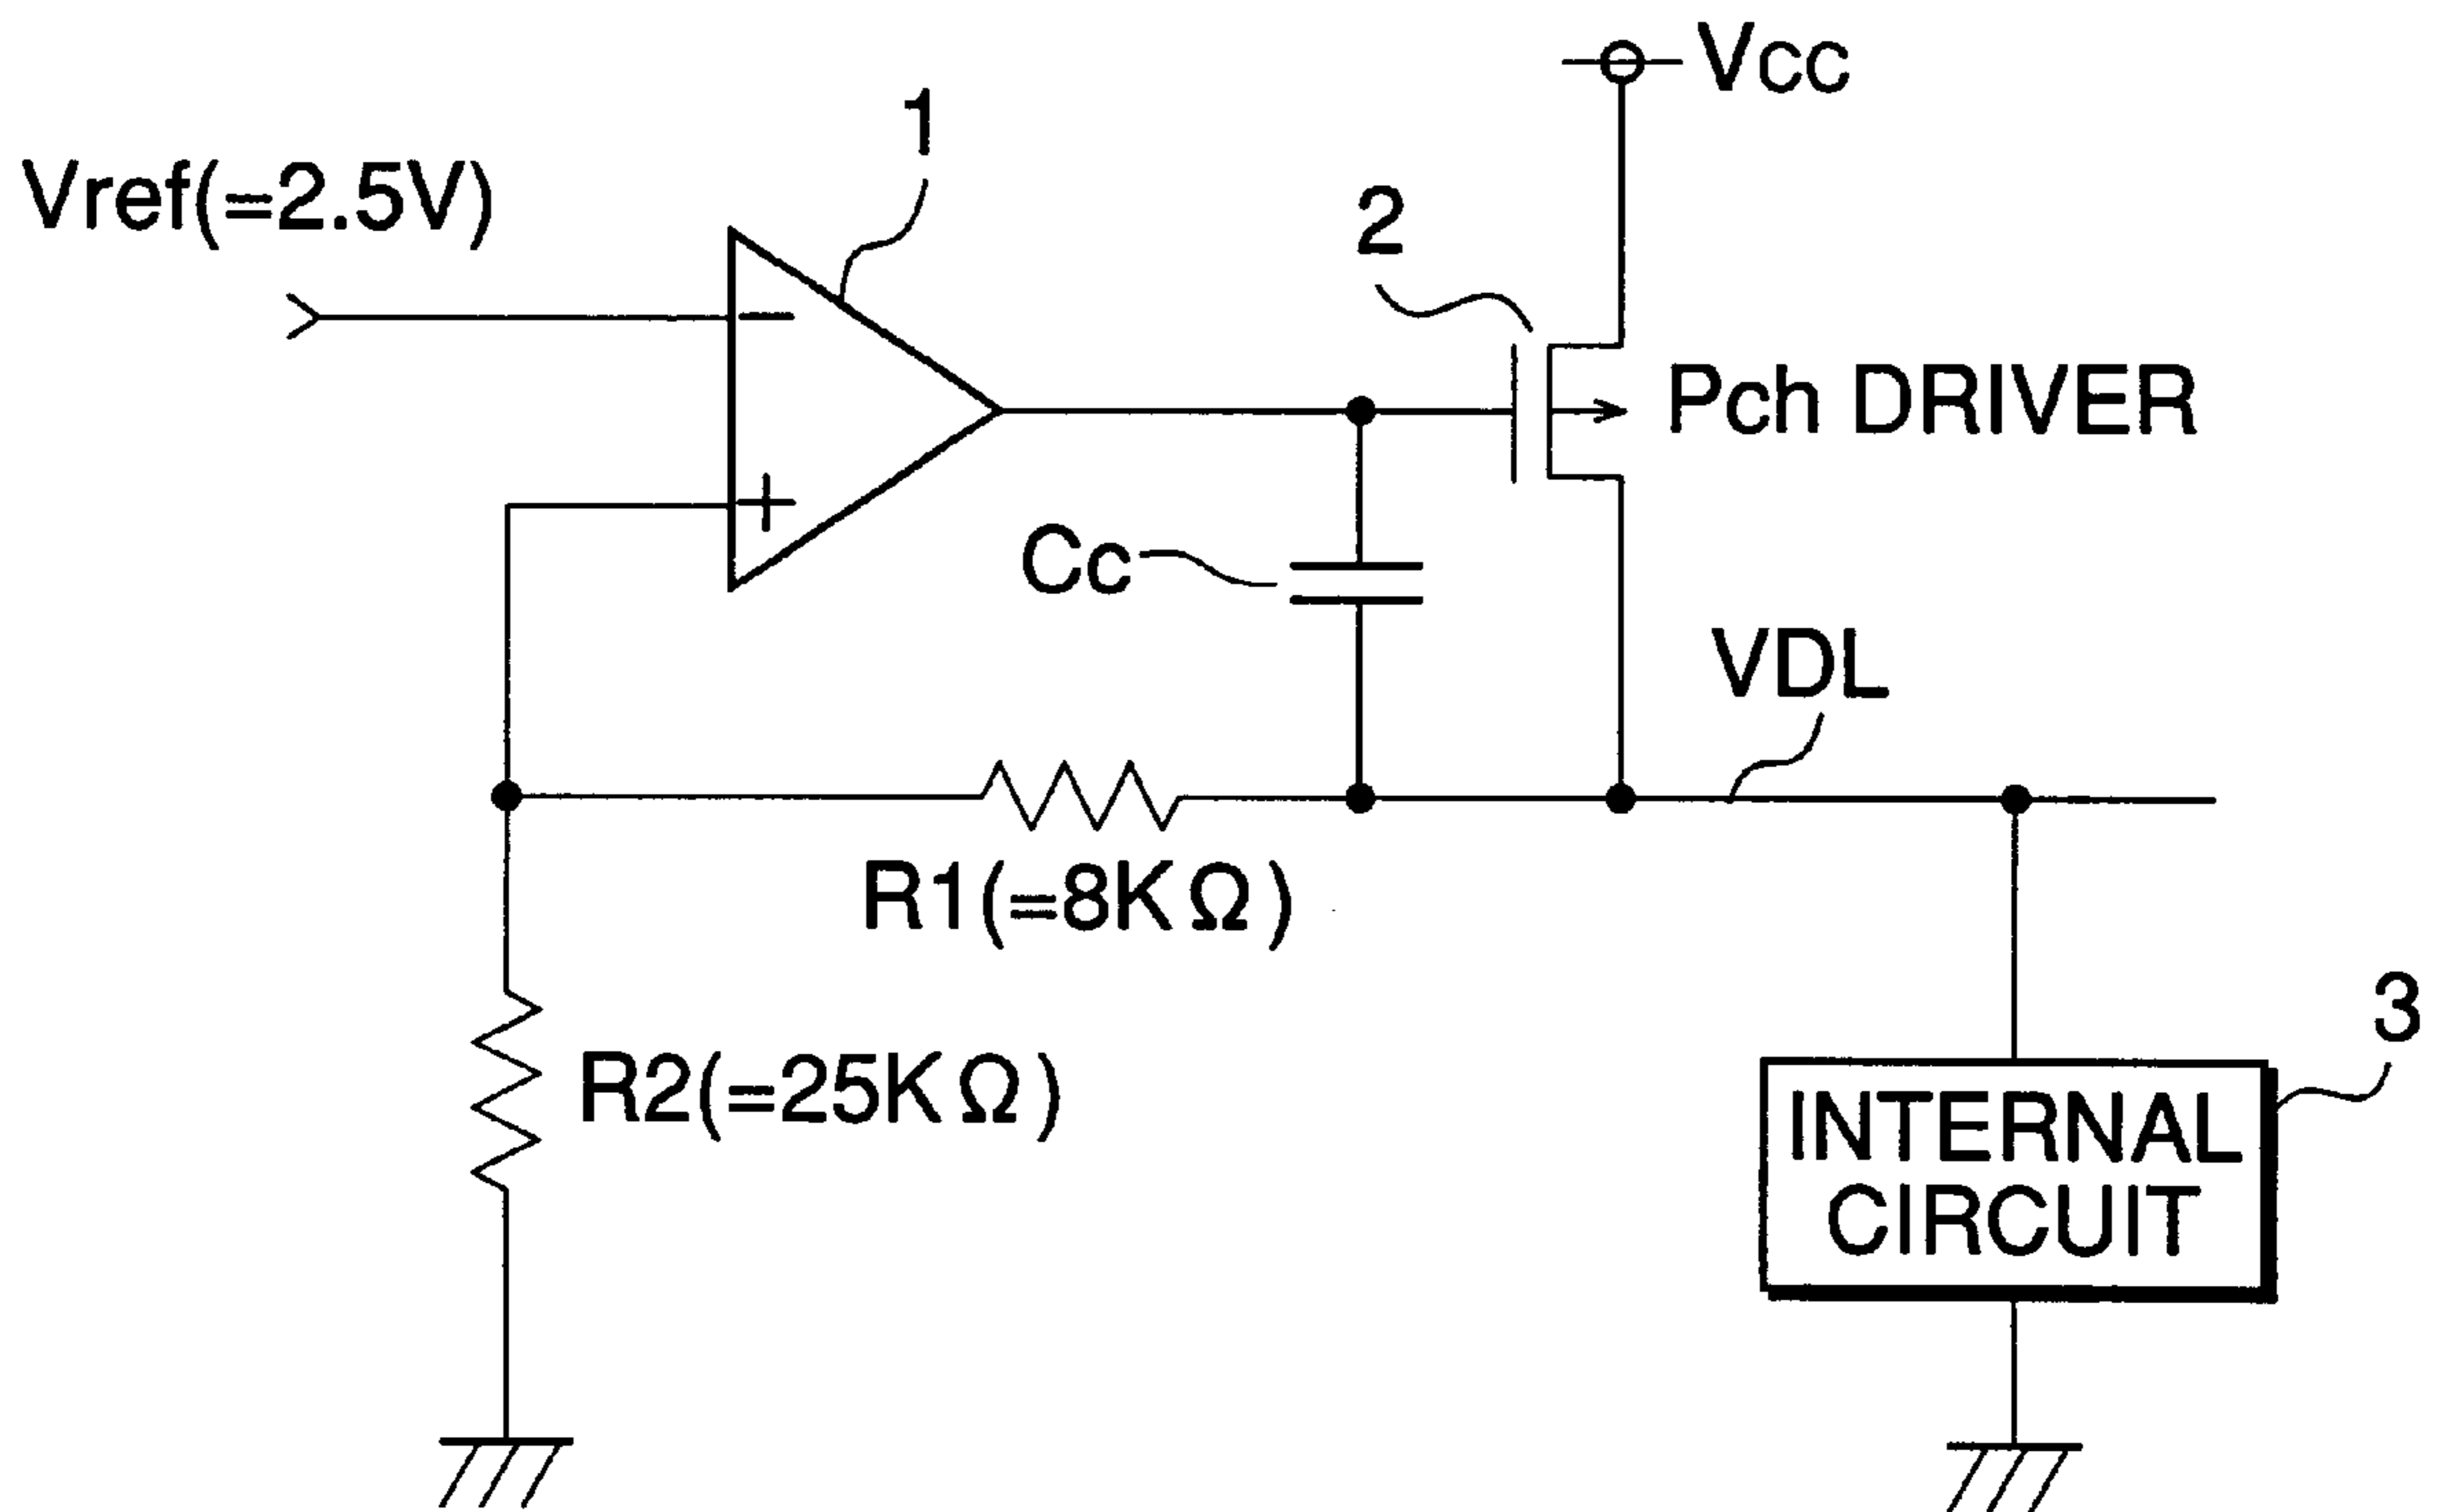 Vcc
1
Vref(=2.5V)
2
−
Pch DRIVER
+
Cc
VDL
R1(=8KΩ)
3
R2(=25KΩ)
INTERNAL
CIRCUIT